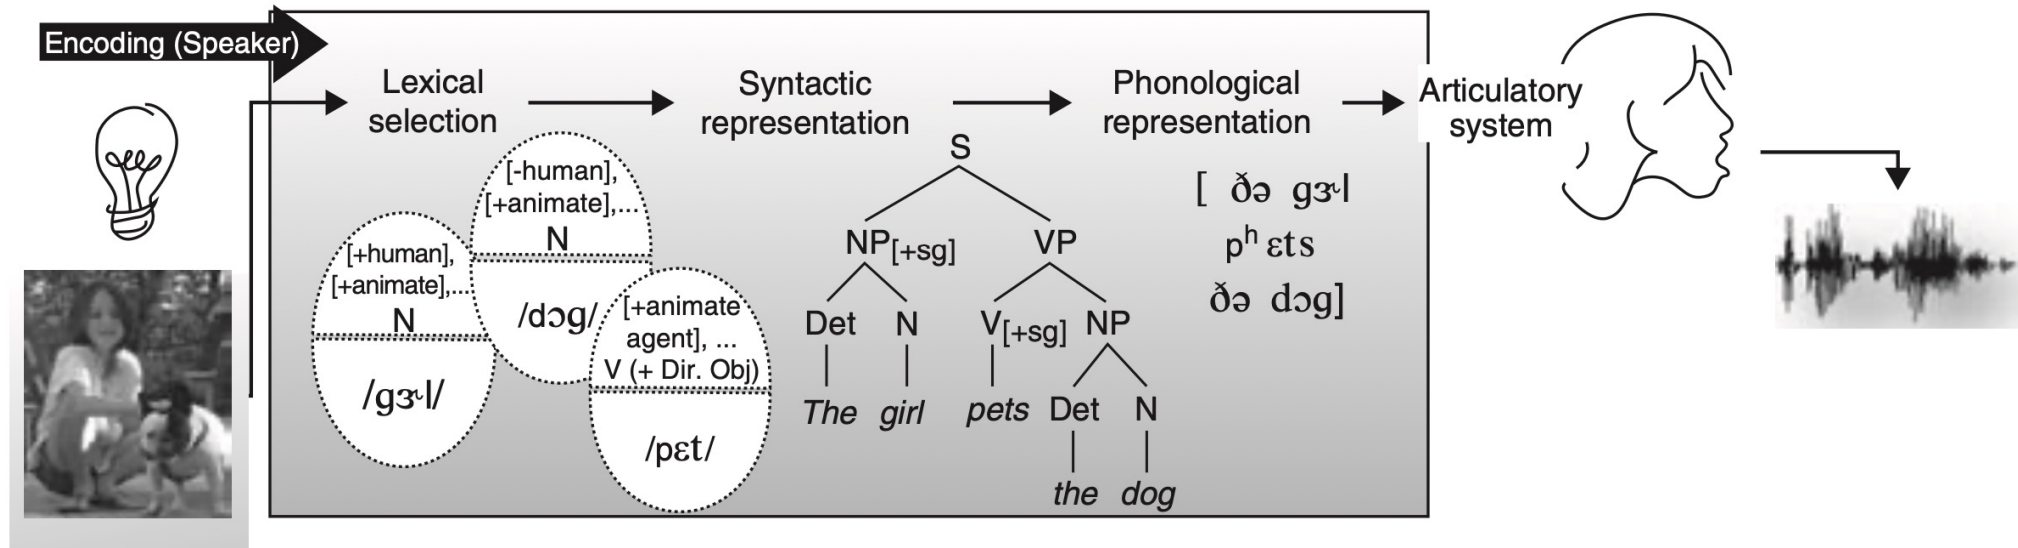 Encoding (Speaker)
Lexical
selection
Syntactic
representation
Phonological
representation
Articulatory
system
[-human],
[+animate],...
N
/dɔg/
[+human],
[+animate],...
N
/gɝl/
[+animate
agent], ...
V (+ Dir. Obj)
/pɛt/
S
NP[+sg] VP
Det N V[+sg] NP
The girl pets Det N
the dog
[ ðə gɝl
pʰ ɛts
ðə dɔg]